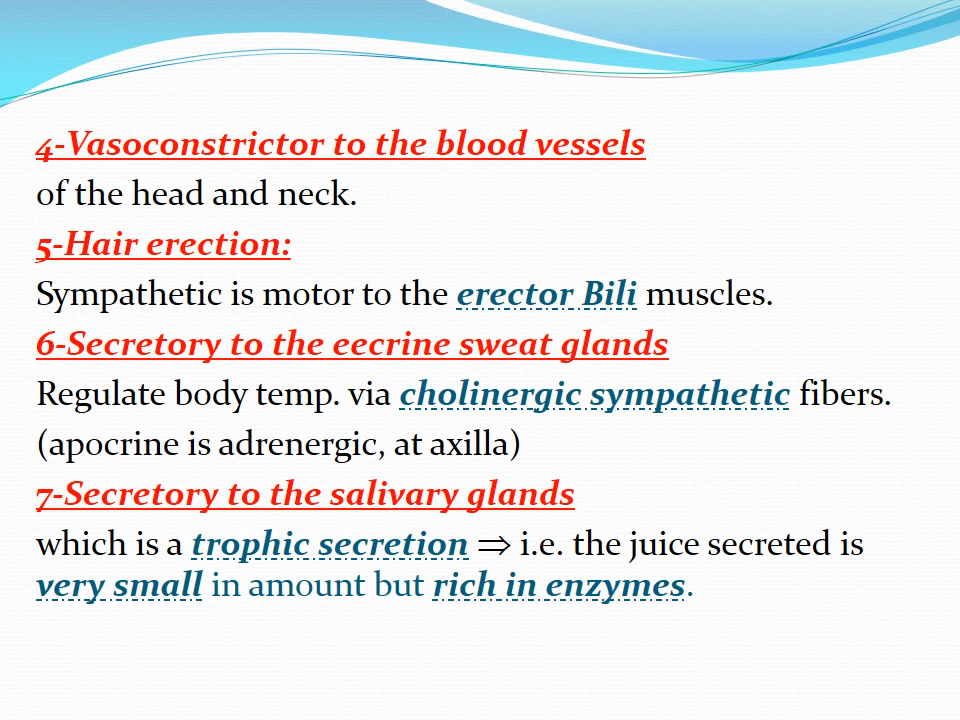 4-Vasoconstrictor to the blood vessels
of the head and neck.
5-Hair erection:
Sympathetic is motor to the erector Bili muscles.
6-Secretory to the eecrine sweat glands
Regulate body temp. via cholinergic sympathetic fibers.
(apocrine is adrenergic, at axilla)
7-Secretory to the salivary glands
which is a trophic secretion ⇒ i.e. the juice secreted is
very small in amount but rich in enzymes.